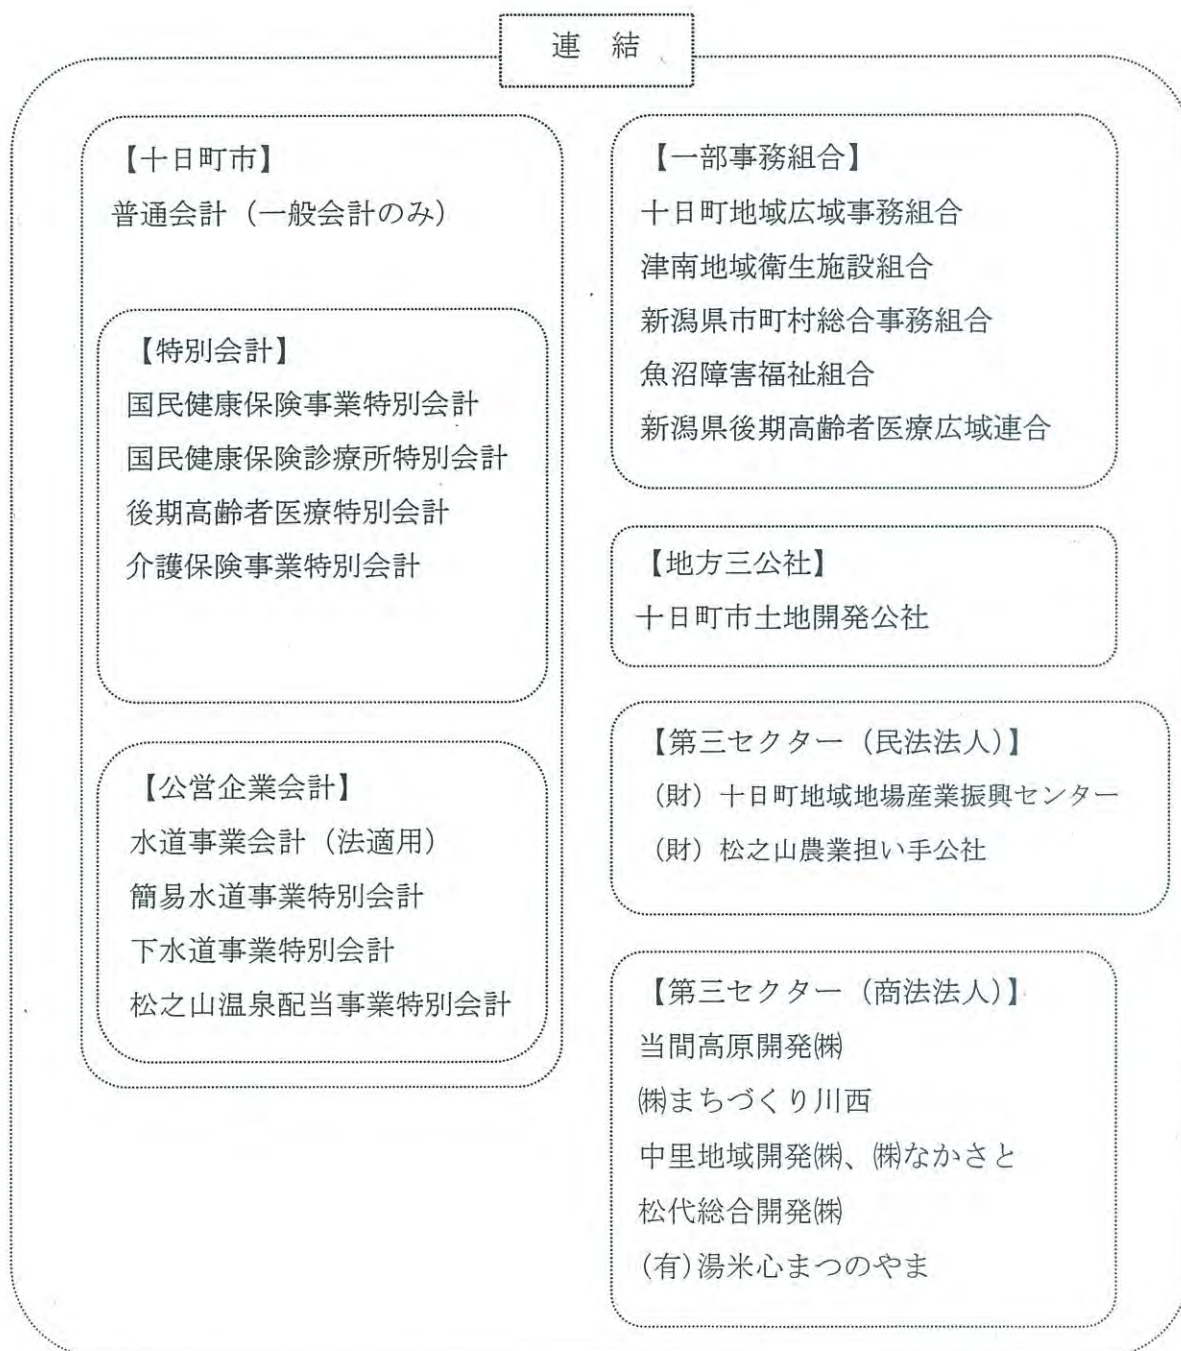 連 結
【十日町市】
普通会計（一般会計のみ）
【特別会計】
国民健康保険事業特別会計
国民健康保険診療所特別会計
後期高齢者医療特別会計
介護保険事業特別会計
【公営企業会計】
水道事業会計（法適用）
簡易水道事業特別会計
下水道事業特別会計
松之山温泉配当事業特別会計
【一部事務組合】
十日町地域広域事務組合
津南地域衛生施設組合
新潟県市町村総合事務組合
魚沼障害福祉組合
新潟県後期高齢者医療広域連合
【地方三公社】
十日町市土地開発公社
【第三セクター（民法法人）】
（財）十日町地域地場産業振興センター
（財）松之山農業担い手公社
【第三セクター（商法法人）】
当間高原開発㈱
㈱まちづくり川西
中里地域開発㈱、㈱なかさと
松代総合開発㈱
(有)湯米心まつのやま